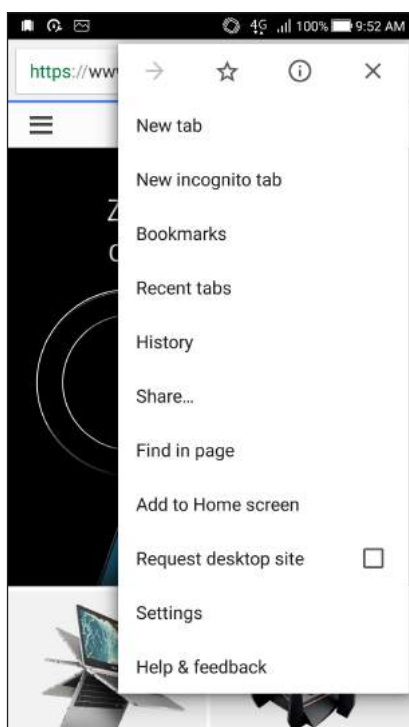 4G 100% 9:52 AM
https://www
New tab
New incognito tab
Bookmarks
Recent tabs
History
Share...
Find in page
Add to Home screen
Request desktop site
Settings
Help & feedback